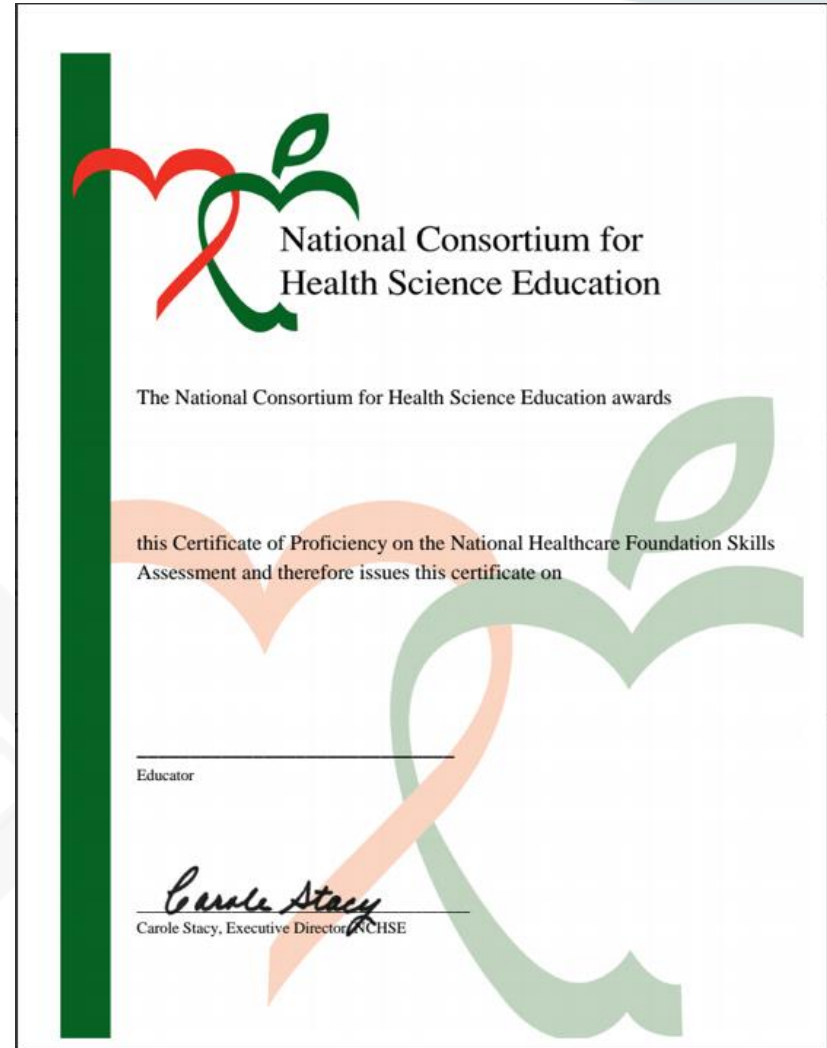 National Consortium for
Health Science Education
The National Consortium for Health Science Education awards
this Certificate of Proficiency on the National Healthcare Foundation Skills
Assessment and therefore issues this certificate on
Educator
Carole Stacy
Carole Stacy, Executive Director, NCHSE